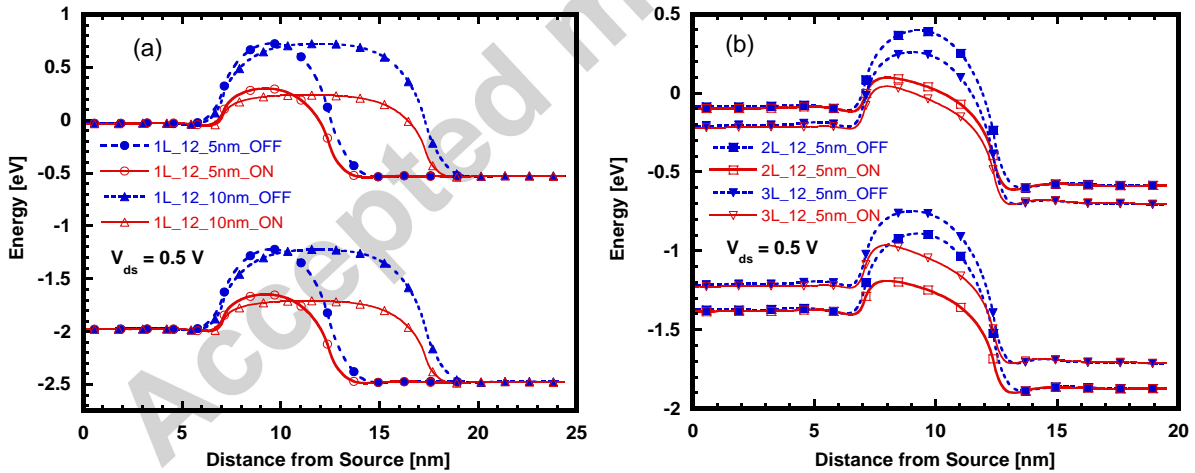 Accepted m
(a)
1
0.5
0
-0.5
-1
-1.5
-2
-2.5
Energy [eV]
1L_12_5nm_OFF
1L_12_5nm_ON
1L_12_10nm_OFF
1L_12_10nm_ON
V_ds = 0.5 V
0 5 10 15 20 25
Distance from Source [nm]
(b)
0.5
0
-0.5
-1
-1.5
-2
Energy [eV]
2L_12_5nm_OFF
2L_12_5nm_ON
3L_12_5nm_OFF
3L_12_5nm_ON
V_ds = 0.5 V
0 5 10 15 20
Distance from Source [nm]